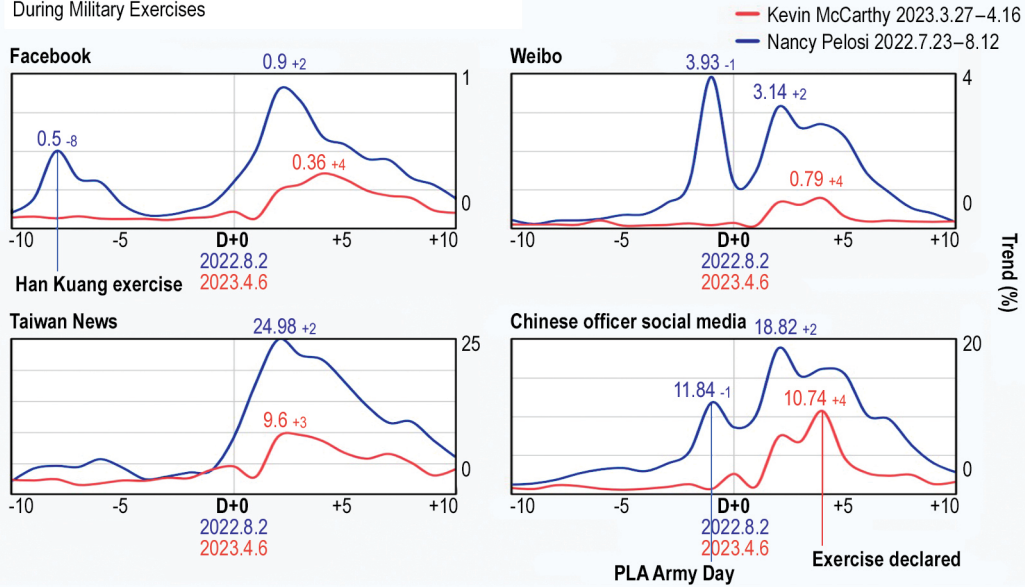 During Military Exercises
Kevin McCarthy 2023.3.27–4.16
Nancy Pelosi 2022.7.23–8.12
Facebook
0.9 +2
1
0.5 -8
0.36 +4
0
-10 -5 D+0 +5 +10
2022.8.2
2023.4.6
Han Kuang exercise
Weibo
3.93 -1
4
3.14 +2
0.79 +4
0
-10 -5 D+0 +5 +10
2022.8.2
2023.4.6
Trend (%)
Taiwan News
24.98 +2
25
9.6 +3
0
-10 -5 D+0 +5 +10
2022.8.2
2023.4.6
Chinese officer social media
18.82 +2
20
11.84 -1
10.74 +4
0
-10 -5 D+0 +5 +10
2022.8.2
2023.4.6
Exercise declared
PLA Army Day